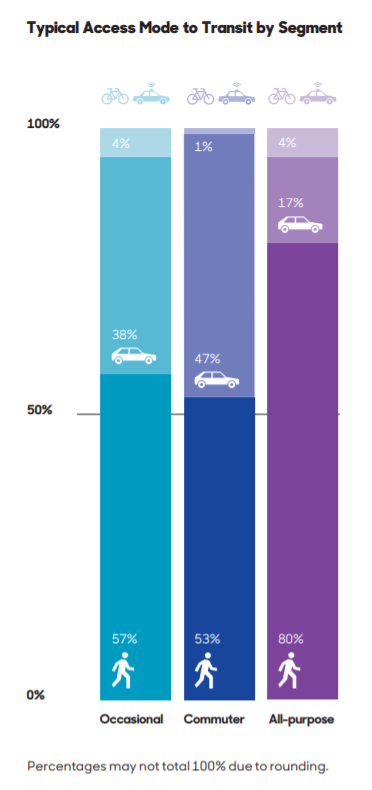 Typical Access Mode to Transit by Segment
100%
4%
1%
4%
17%
38%
47%
50%
57%
53%
80%
0%
Occasional
Commuter
All-purpose
Percentages may not total 100% due to rounding.